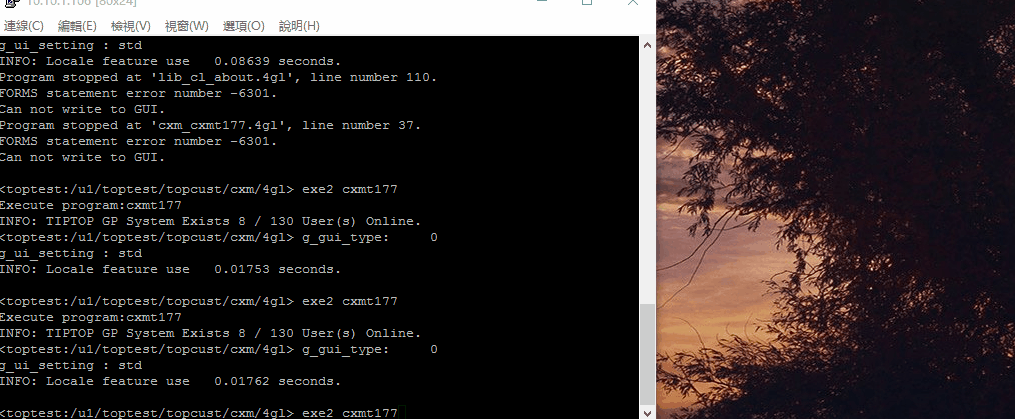 10.10.1.106 [80x24]
連線(C) 編輯(E) 檢視(V) 視窗(W) 選項(O) 說明(H)
g_ui_setting : std
INFO: Locale feature use   0.08639 seconds.
Program stopped at 'lib_cl_about.4gl', line number 110.
FORMS statement error number -6301.
Can not write to GUI.
Program stopped at 'cxm_cxmt177.4gl', line number 37.
FORMS statement error number -6301.
Can not write to GUI.
<toptest:/u1/toptest/topcust/cxm/4gl> exe2 cxmt177
Execute program:cxmt177
INFO: TIPTOP GP System Exists 8 / 130 User(s) Online.
<toptest:/u1/toptest/topcust/cxm/4gl> g_gui_type:     0
g_ui_setting : std
INFO: Locale feature use   0.01753 seconds.
<toptest:/u1/toptest/topcust/cxm/4gl> exe2 cxmt177
Execute program:cxmt177
INFO: TIPTOP GP System Exists 8 / 130 User(s) Online.
<toptest:/u1/toptest/topcust/cxm/4gl> g_gui_type:     0
g_ui_setting : std
INFO: Locale feature use   0.01762 seconds.
<toptest:/u1/toptest/topcust/cxm/4gl> exe2 cxmt177